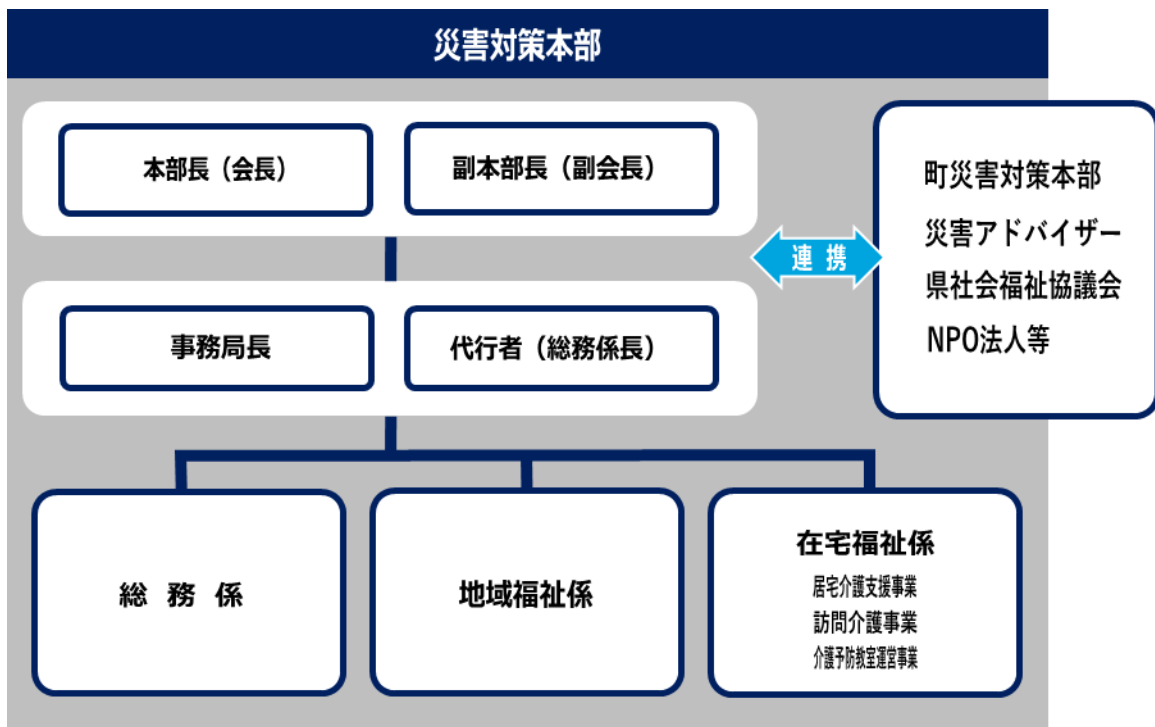 災害対策本部
本部長（会長）
副本部長（副会長）
町災害対策本部
災害アドバイザー
県社会福祉協議会
NPO法人等
連 携
事務局長
代行者（総務係長）
総 務 係
地域福祉係
在宅福祉係
居宅介護支援事業
訪問介護事業
介護予防教室運営事業